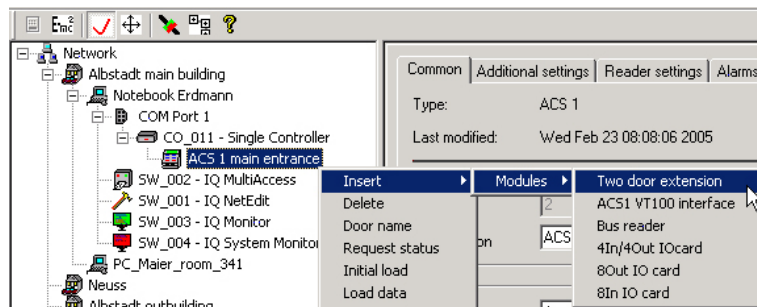 Network
Albstadt main building
Notebook Erdmann
COM Port 1
CO_011 - Single Controller
ACS 1 main entrance
SW_002 - IQ MultiAccess
SW_001 - IQ NetEdit
SW_003 - IQ Monitor
SW_004 - IQ System Monitor
PC_Maier_room_341
Neuss
Albstadt outbuilding
Common
Additional settings
Reader settings
Alarms
Type: ACS 1
Last modified: Wed Feb 23 08:08:06 2005
2
ACS
Insert
Delete
Door name
Request status
Initial load
Load data
Modules
Two door extension
ACS1 VT100 interface
Bus reader
4In/4Out IOcard
8Out IO card
8In IO card